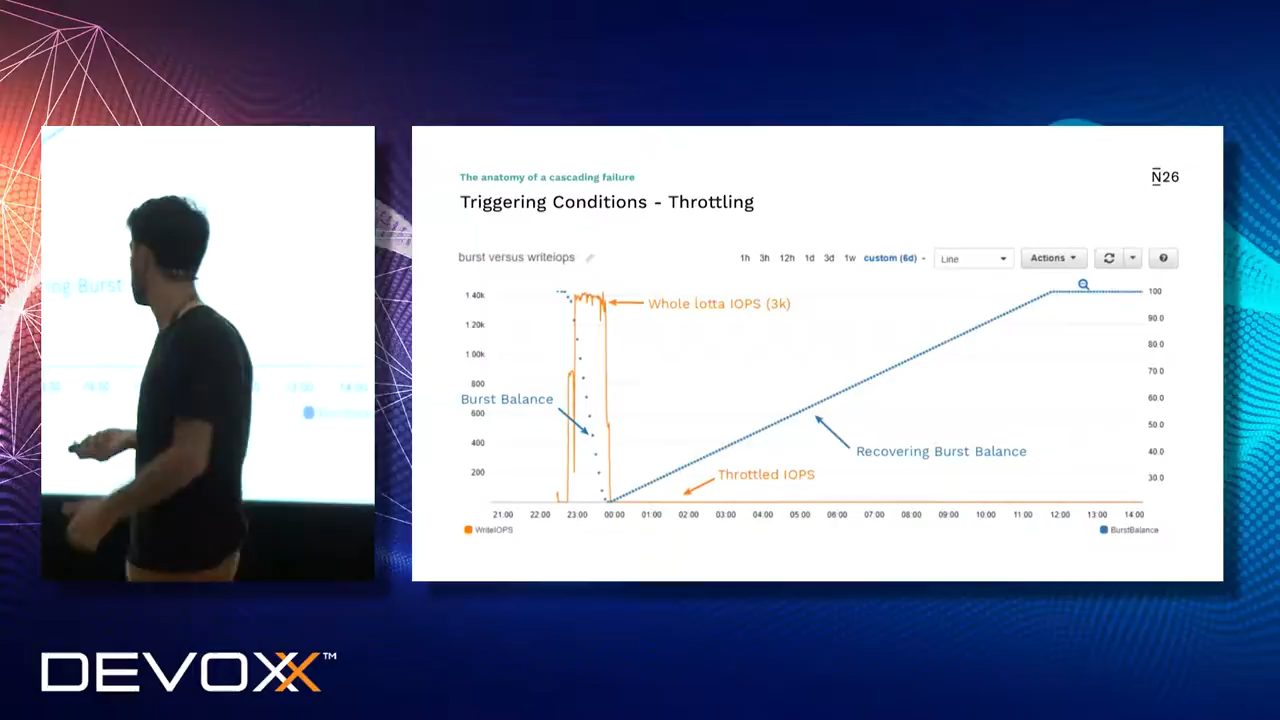 ing Burst
The anatomy of a cascading failure
N26
Triggering Conditions - Throttling
burst versus writeiops
1h 3h 12h 1d 3d 1w custom (6d)
Line
Actions
?
1.40k
1.20k
1.00k
800
600
400
200
100
90.0
80.0
70.0
60.0
50.0
40.0
30.0
Whole lotta IOPS (3k)
Burst Balance
Recovering Burst Balance
Throttled IOPS
21:00 22:00 23:00 00:00 01:00 02:00 03:00 04:00 05:00 06:00 07:00 08:00 09:00 10:00 11:00 12:00 13:00 14:00
WriteIOPS
BurstBalance
DEVOXX™